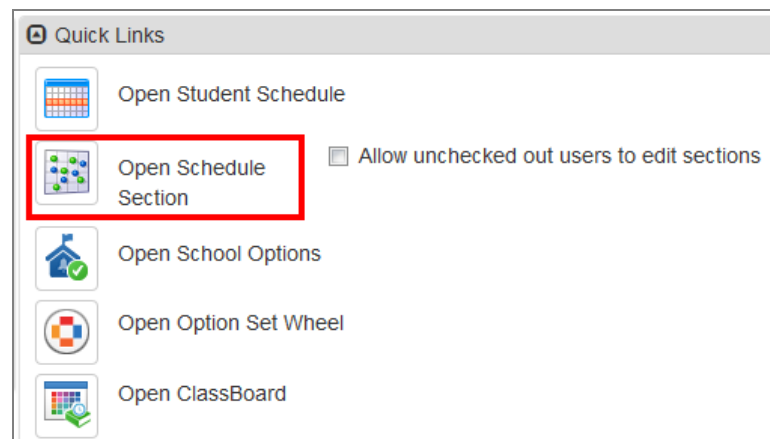 Quick Links
Open Student Schedule
Open Schedule
Section
Allow unchecked out users to edit sections
Open School Options
Open Option Set Wheel
Open ClassBoard